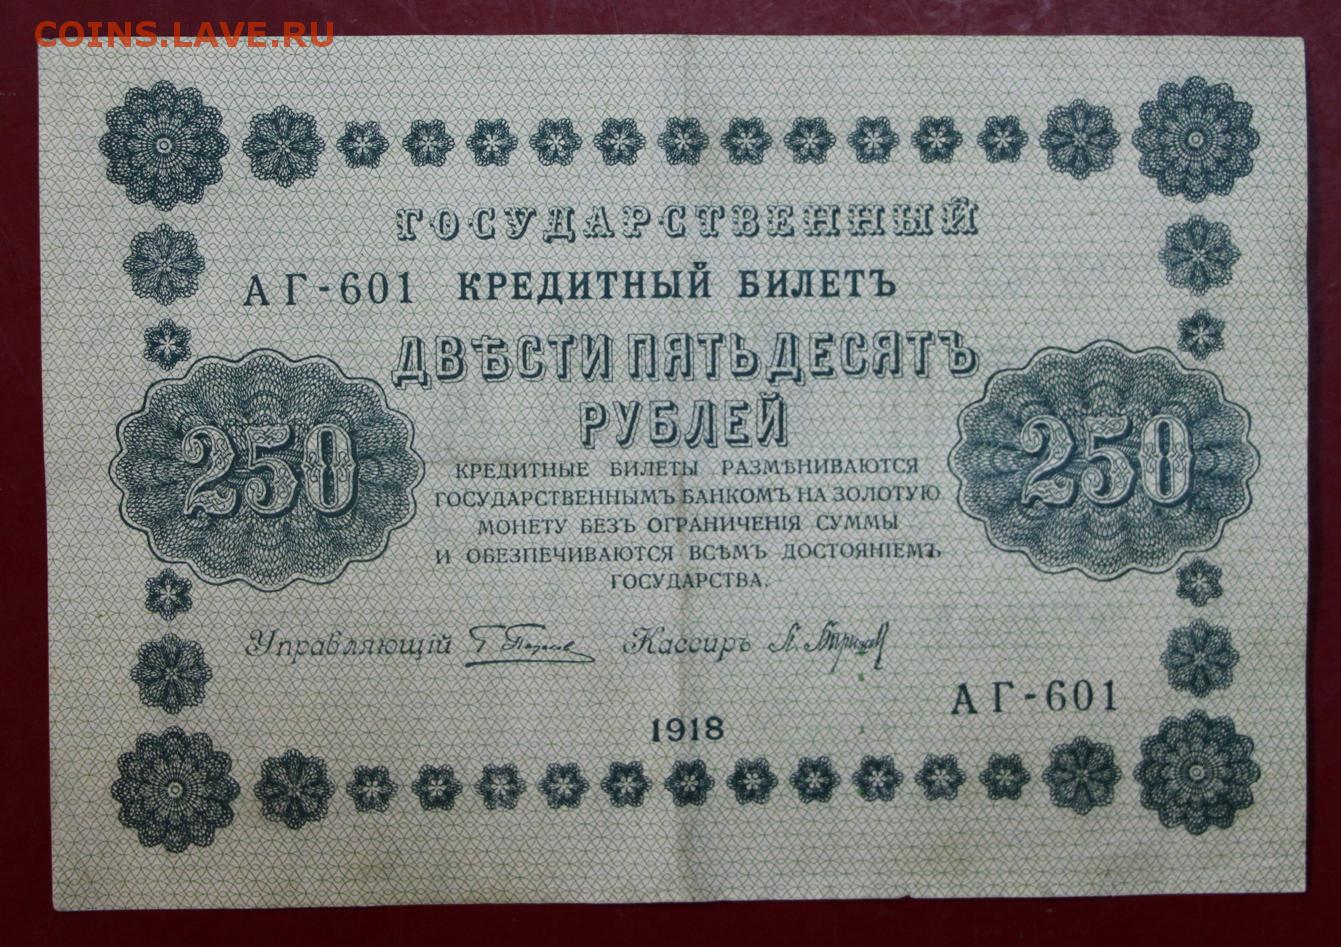 COINS.LAVE.RU
ГОСУДАРСТВЕННЫЙ
АГ-601 КРЕДИТНЫЙ БИЛЕТЪ
ДВѢСТИ ПЯТЬДЕСЯТЪ
РУБЛЕЙ
250
250
КРЕДИТНЫЕ БИЛЕТЫ РАЗМѢНИВАЮТСЯ
ГОСУДАРСТВЕННЫМЪ БАНКОМЪ НА ЗОЛОТУЮ
МОНЕТУ БЕЗЪ ОГРАНИЧЕНІЯ СУММЫ
И ОБЕЗПЕЧИВАЮТСЯ ВСѢМЪ ДОСТОЯНІЕМЪ
ГОСУДАРСТВА.
Управляющій Кассиръ
АГ-601
1918